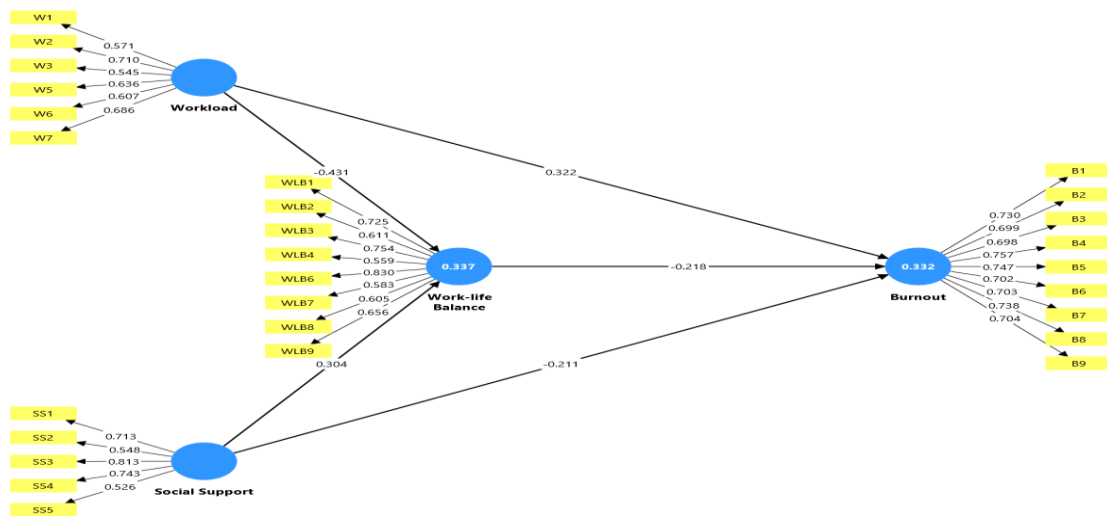 W1
W2
W3
W5
W6
W7
0.571
0.710
0.545
0.636
0.607
0.686
Workload
-0.431
0.322
WLB1
WLB2
WLB3
WLB4
WLB6
WLB7
WLB8
WLB9
0.725
0.611
0.754
0.559
0.830
0.583
0.605
0.656
0.337
Work-life
Balance
-0.218
0.304
-0.211
SS1
SS2
SS3
SS4
SS5
0.713
0.548
0.813
0.743
0.526
Social Support
0.332
Burnout
0.730
0.699
0.698
0.757
0.747
0.702
0.703
0.738
0.704
B1
B2
B3
B4
B5
B6
B7
B8
B9